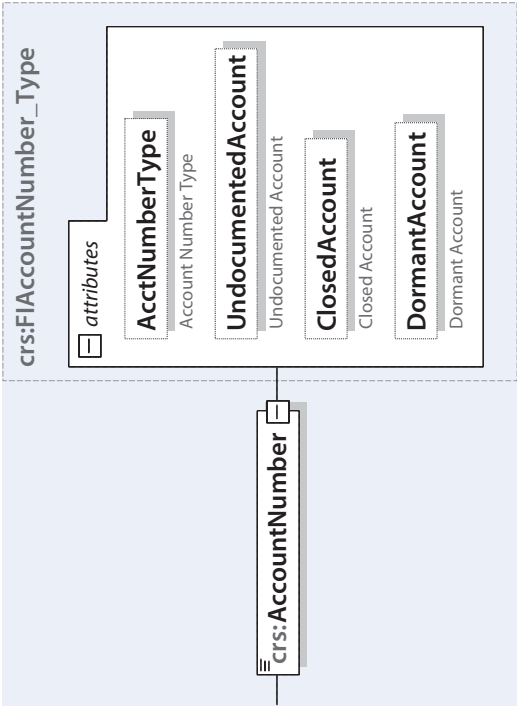 crs:FIAccountNumber_Type
attributes
AcctNumberType
Account Number Type
UndocumentedAccount
Undocumented Account
ClosedAccount
Closed Account
DormantAccount
Dormant Account
crs:AccountNumber